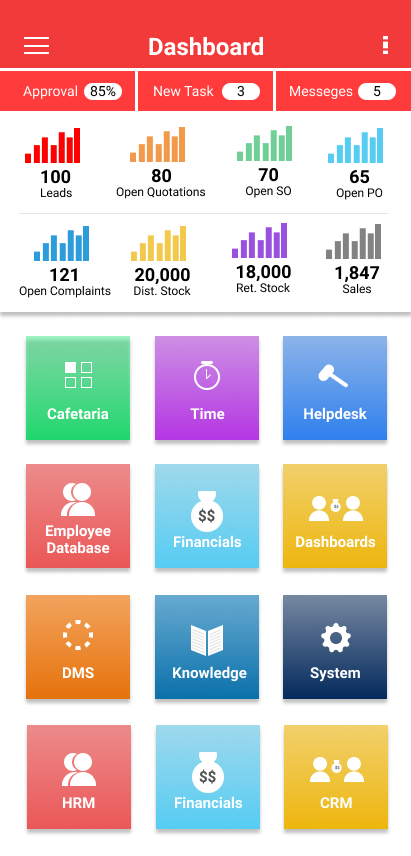 Dashboard
Approval 85% New Task 3 Messeges 5
100 80 70 65
Leads Open Quotations Open SO Open PO
121 20,000 18,000 1,847
Open Complaints Dist. Stock Ret. Stock Sales
Cafetaria Time Helpdesk
$$ $$
Employee
Database Financials Dashboards
DMS Knowledge System
$$ $$
HRM Financials CRM